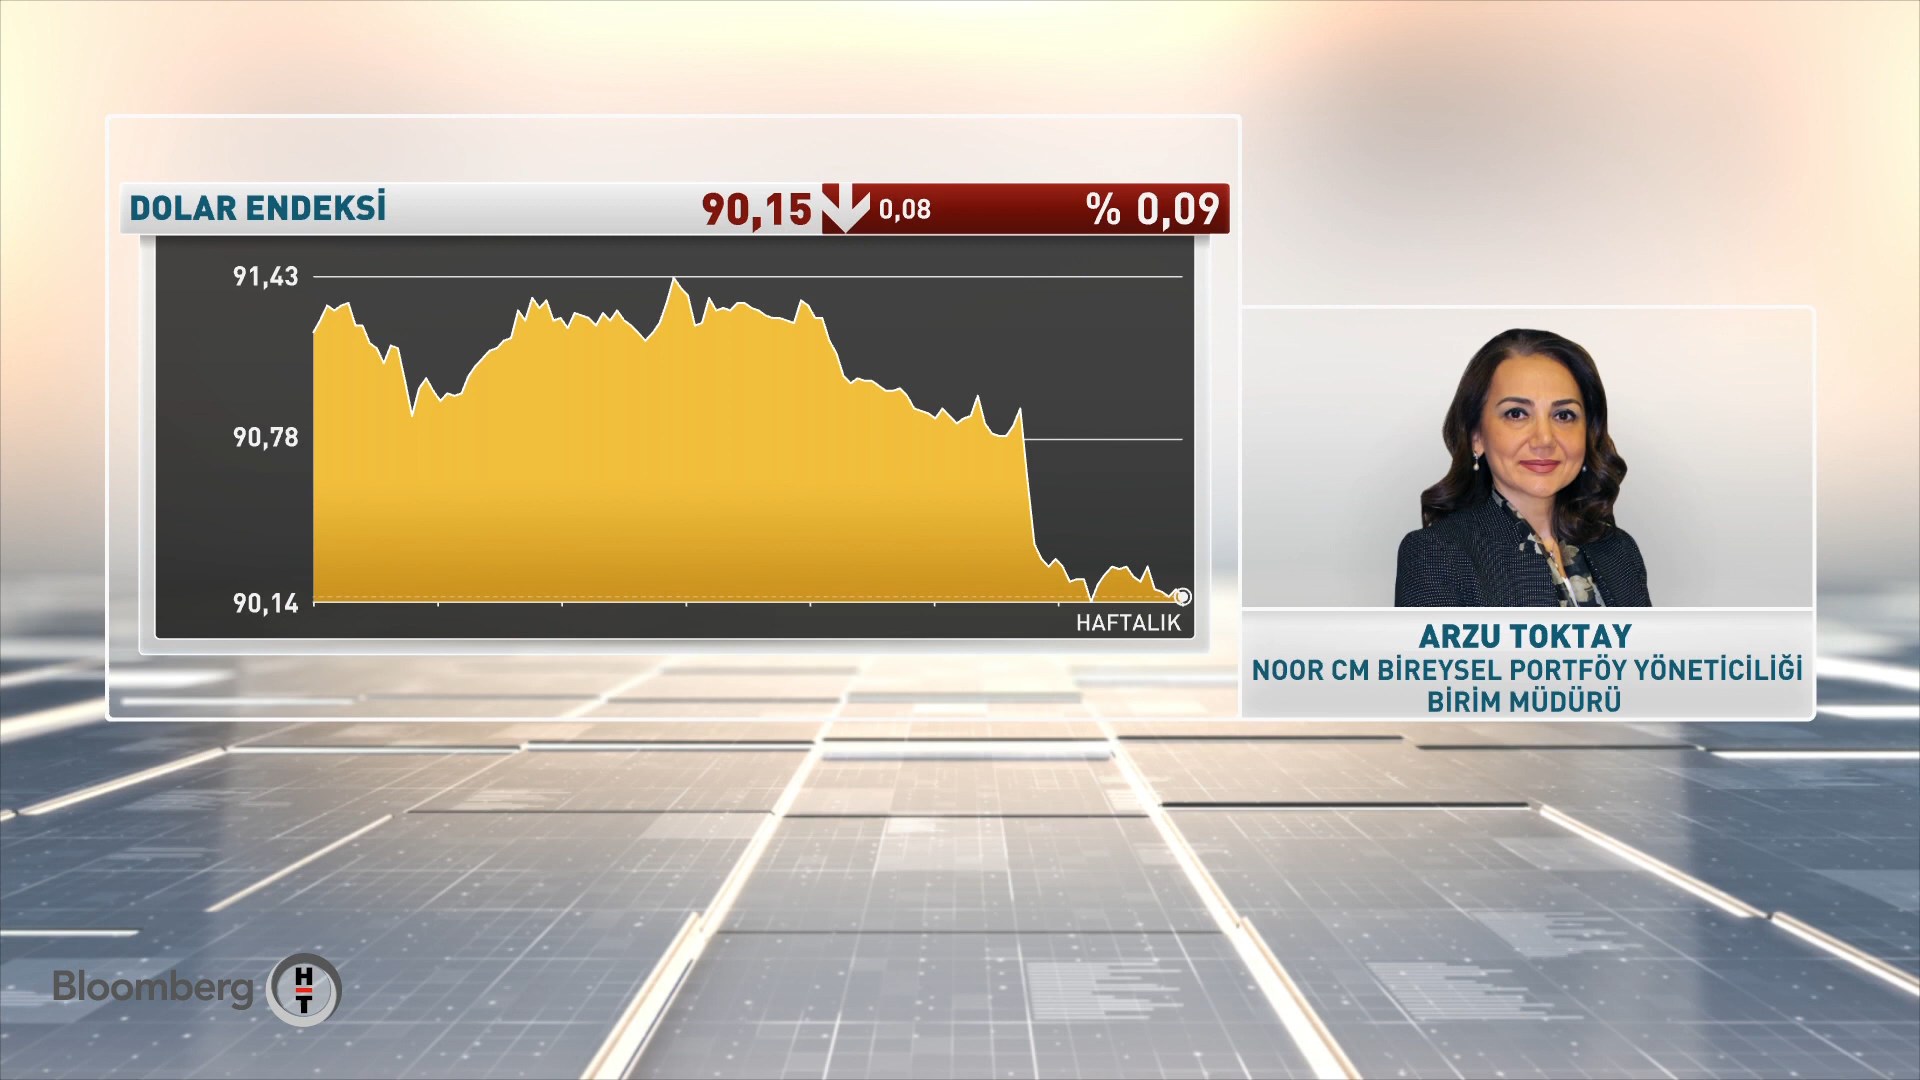 DOLAR ENDEKSİ 90,15 0,08 % 0,09
91,43
90,78
90,14
HAFTALIK
ARZU TOKTAY
NOOR CM BİREYSEL PORTFÖY YÖNETİCİLİĞİ
BİRİM MÜDÜRÜ
Bloomberg HT